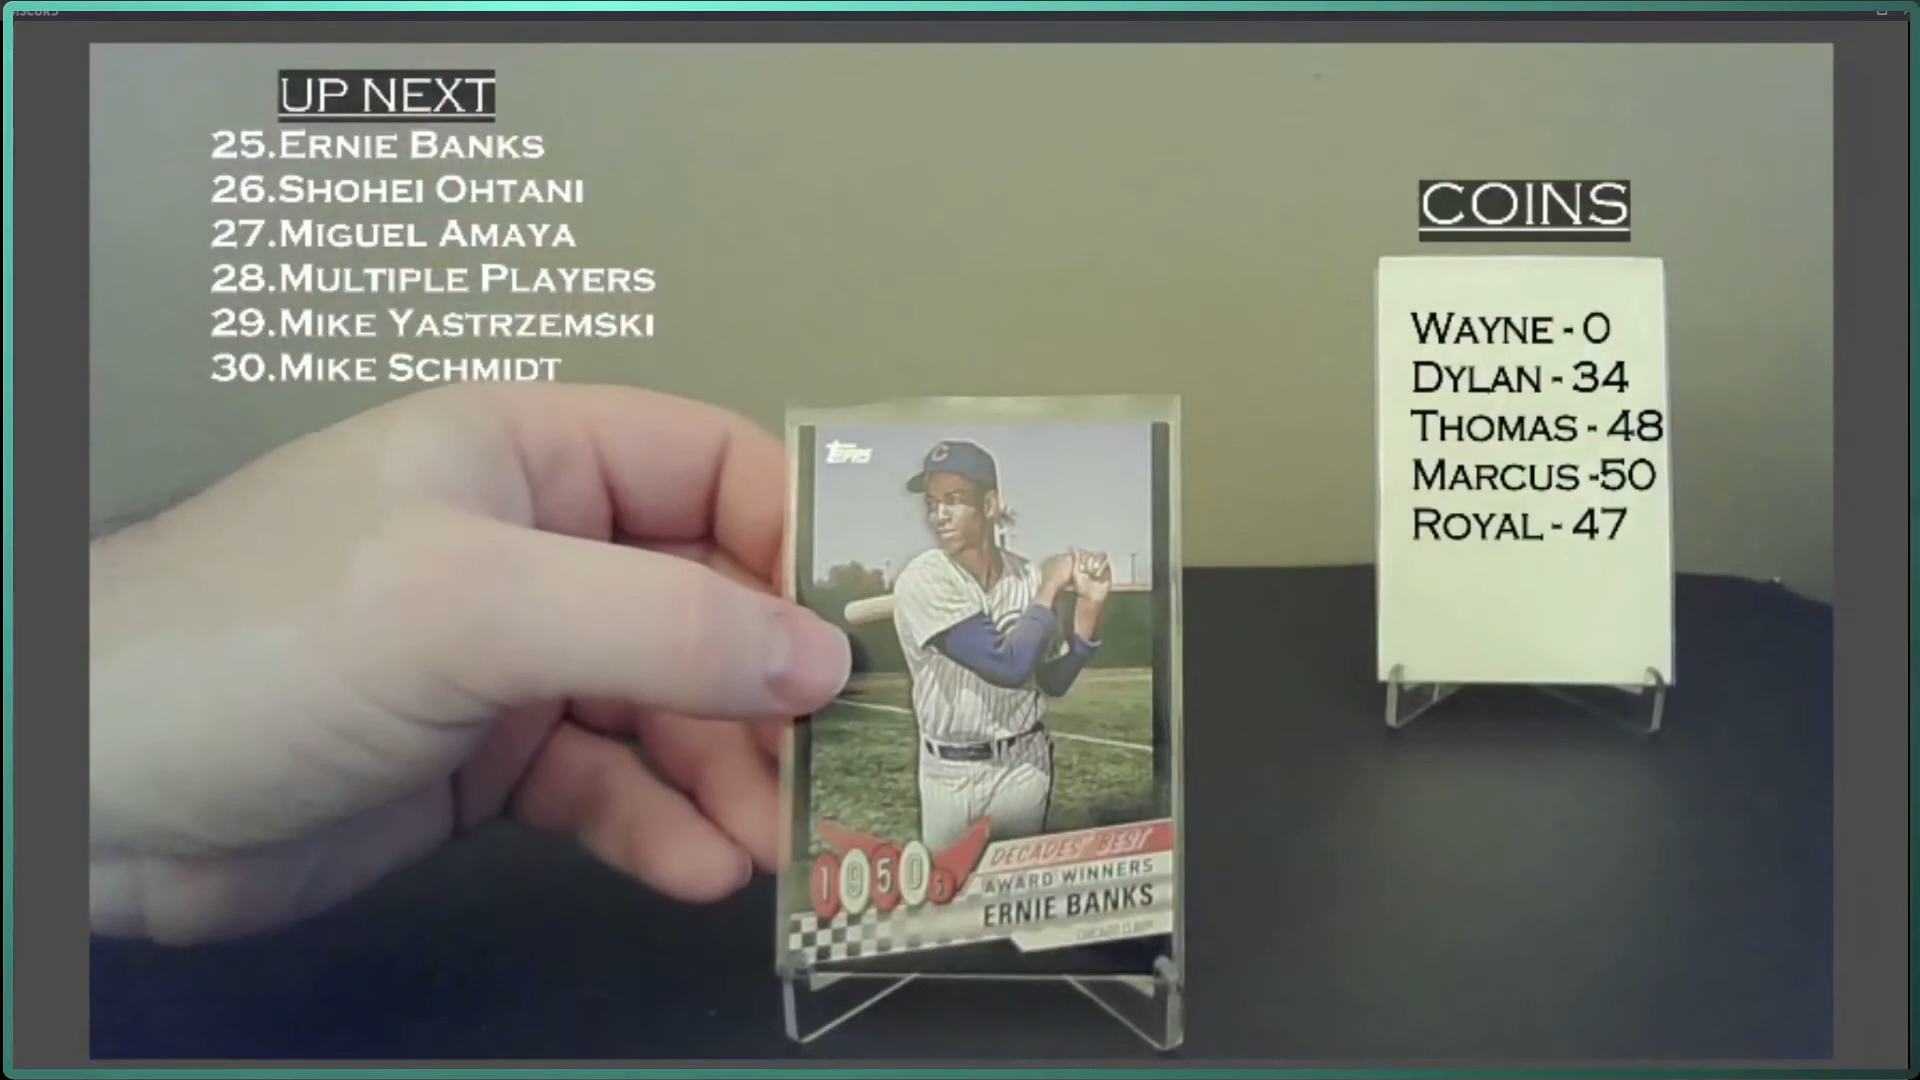 UP NEXT
25.ERNIE BANKS
26.SHOHEI OHTANI
27.MIGUEL AMAYA
28.MULTIPLE PLAYERS
29.MIKE YASTRZEMSKI
30.MIKE SCHMIDT
COINS
WAYNE - 0
DYLAN - 34
THOMAS - 48
MARCUS -50
ROYAL - 47
Topps
C
1950s
DECADES' BEST
AWARD WINNERS
ERNIE BANKS
CHICAGO CUBS